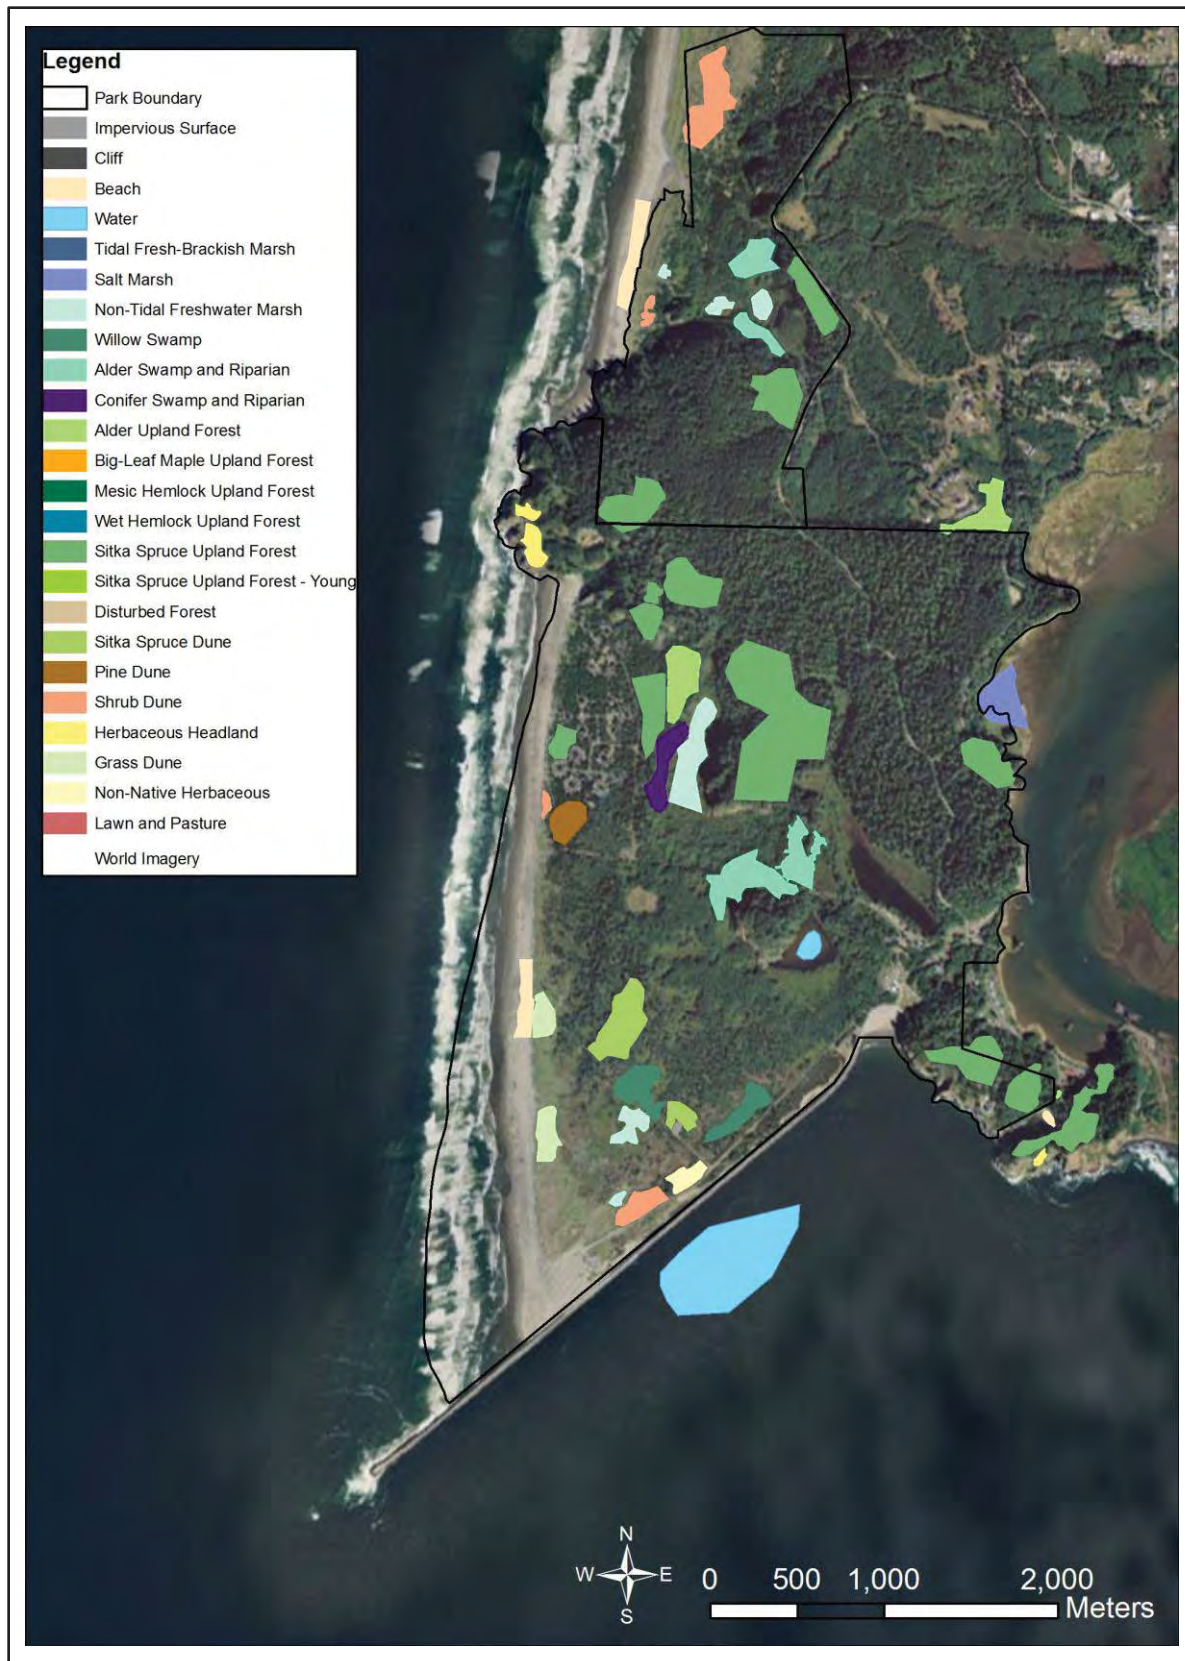 Legend
Park Boundary
Impervious Surface
Cliff
Beach
Water
Tidal Fresh-Brackish Marsh
Salt Marsh
Non-Tidal Freshwater Marsh
Willow Swamp
Alder Swamp and Riparian
Conifer Swamp and Riparian
Alder Upland Forest
Big-Leaf Maple Upland Forest
Mesic Hemlock Upland Forest
Wet Hemlock Upland Forest
Sitka Spruce Upland Forest
Sitka Spruce Upland Forest - Young
Disturbed Forest
Sitka Spruce Dune
Pine Dune
Shrub Dune
Herbaceous Headland
Grass Dune
Non-Native Herbaceous
Lawn and Pasture
World Imagery
N
W E
S
0 500 1,000 2,000
Meters